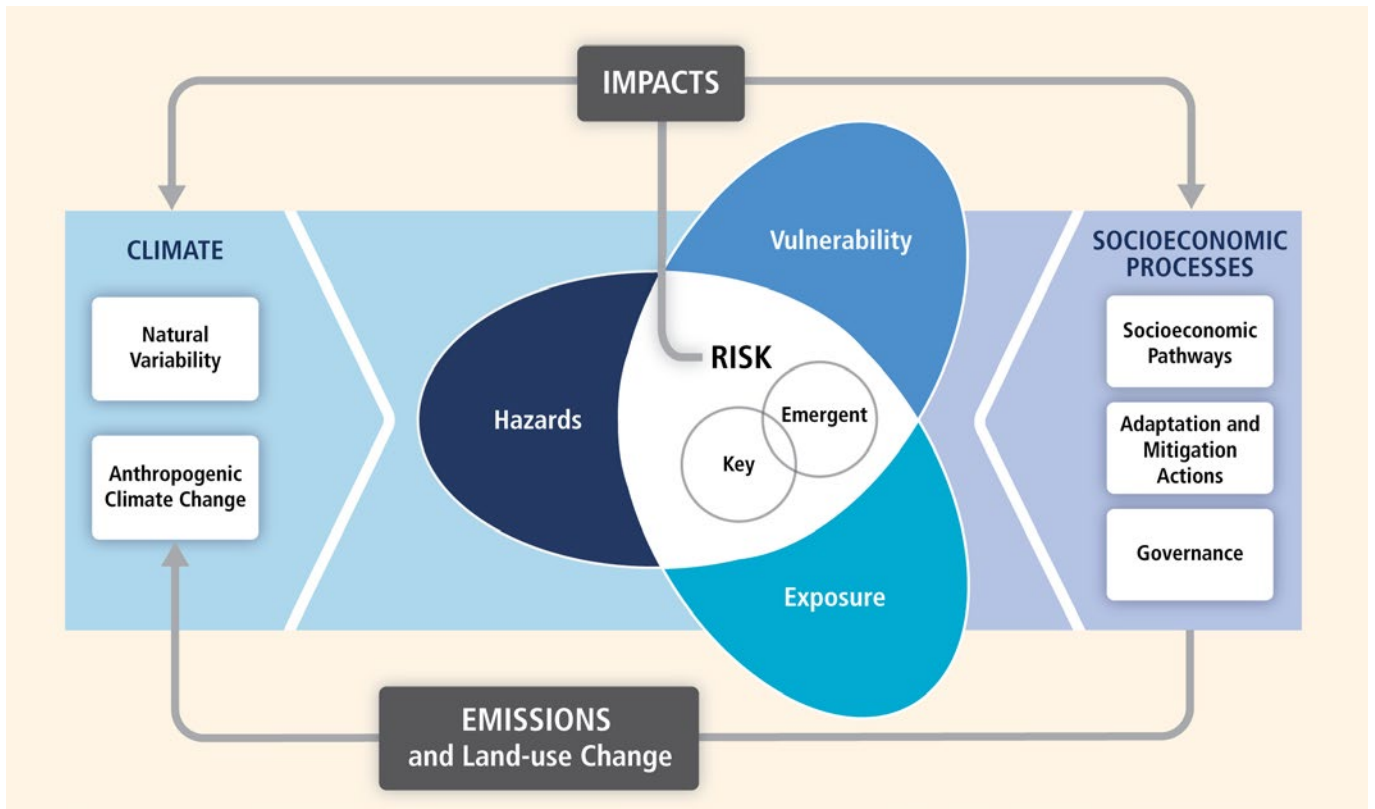 IMPACTS
CLIMATE
Natural
Variability
Anthropogenic
Climate Change
Vulnerability
Hazards
RISK
Emergent
Key
Exposure
SOCIOECONOMIC
PROCESSES
Socioeconomic
Pathways
Adaptation and
Mitigation
Actions
Governance
EMISSIONS
and Land-use Change